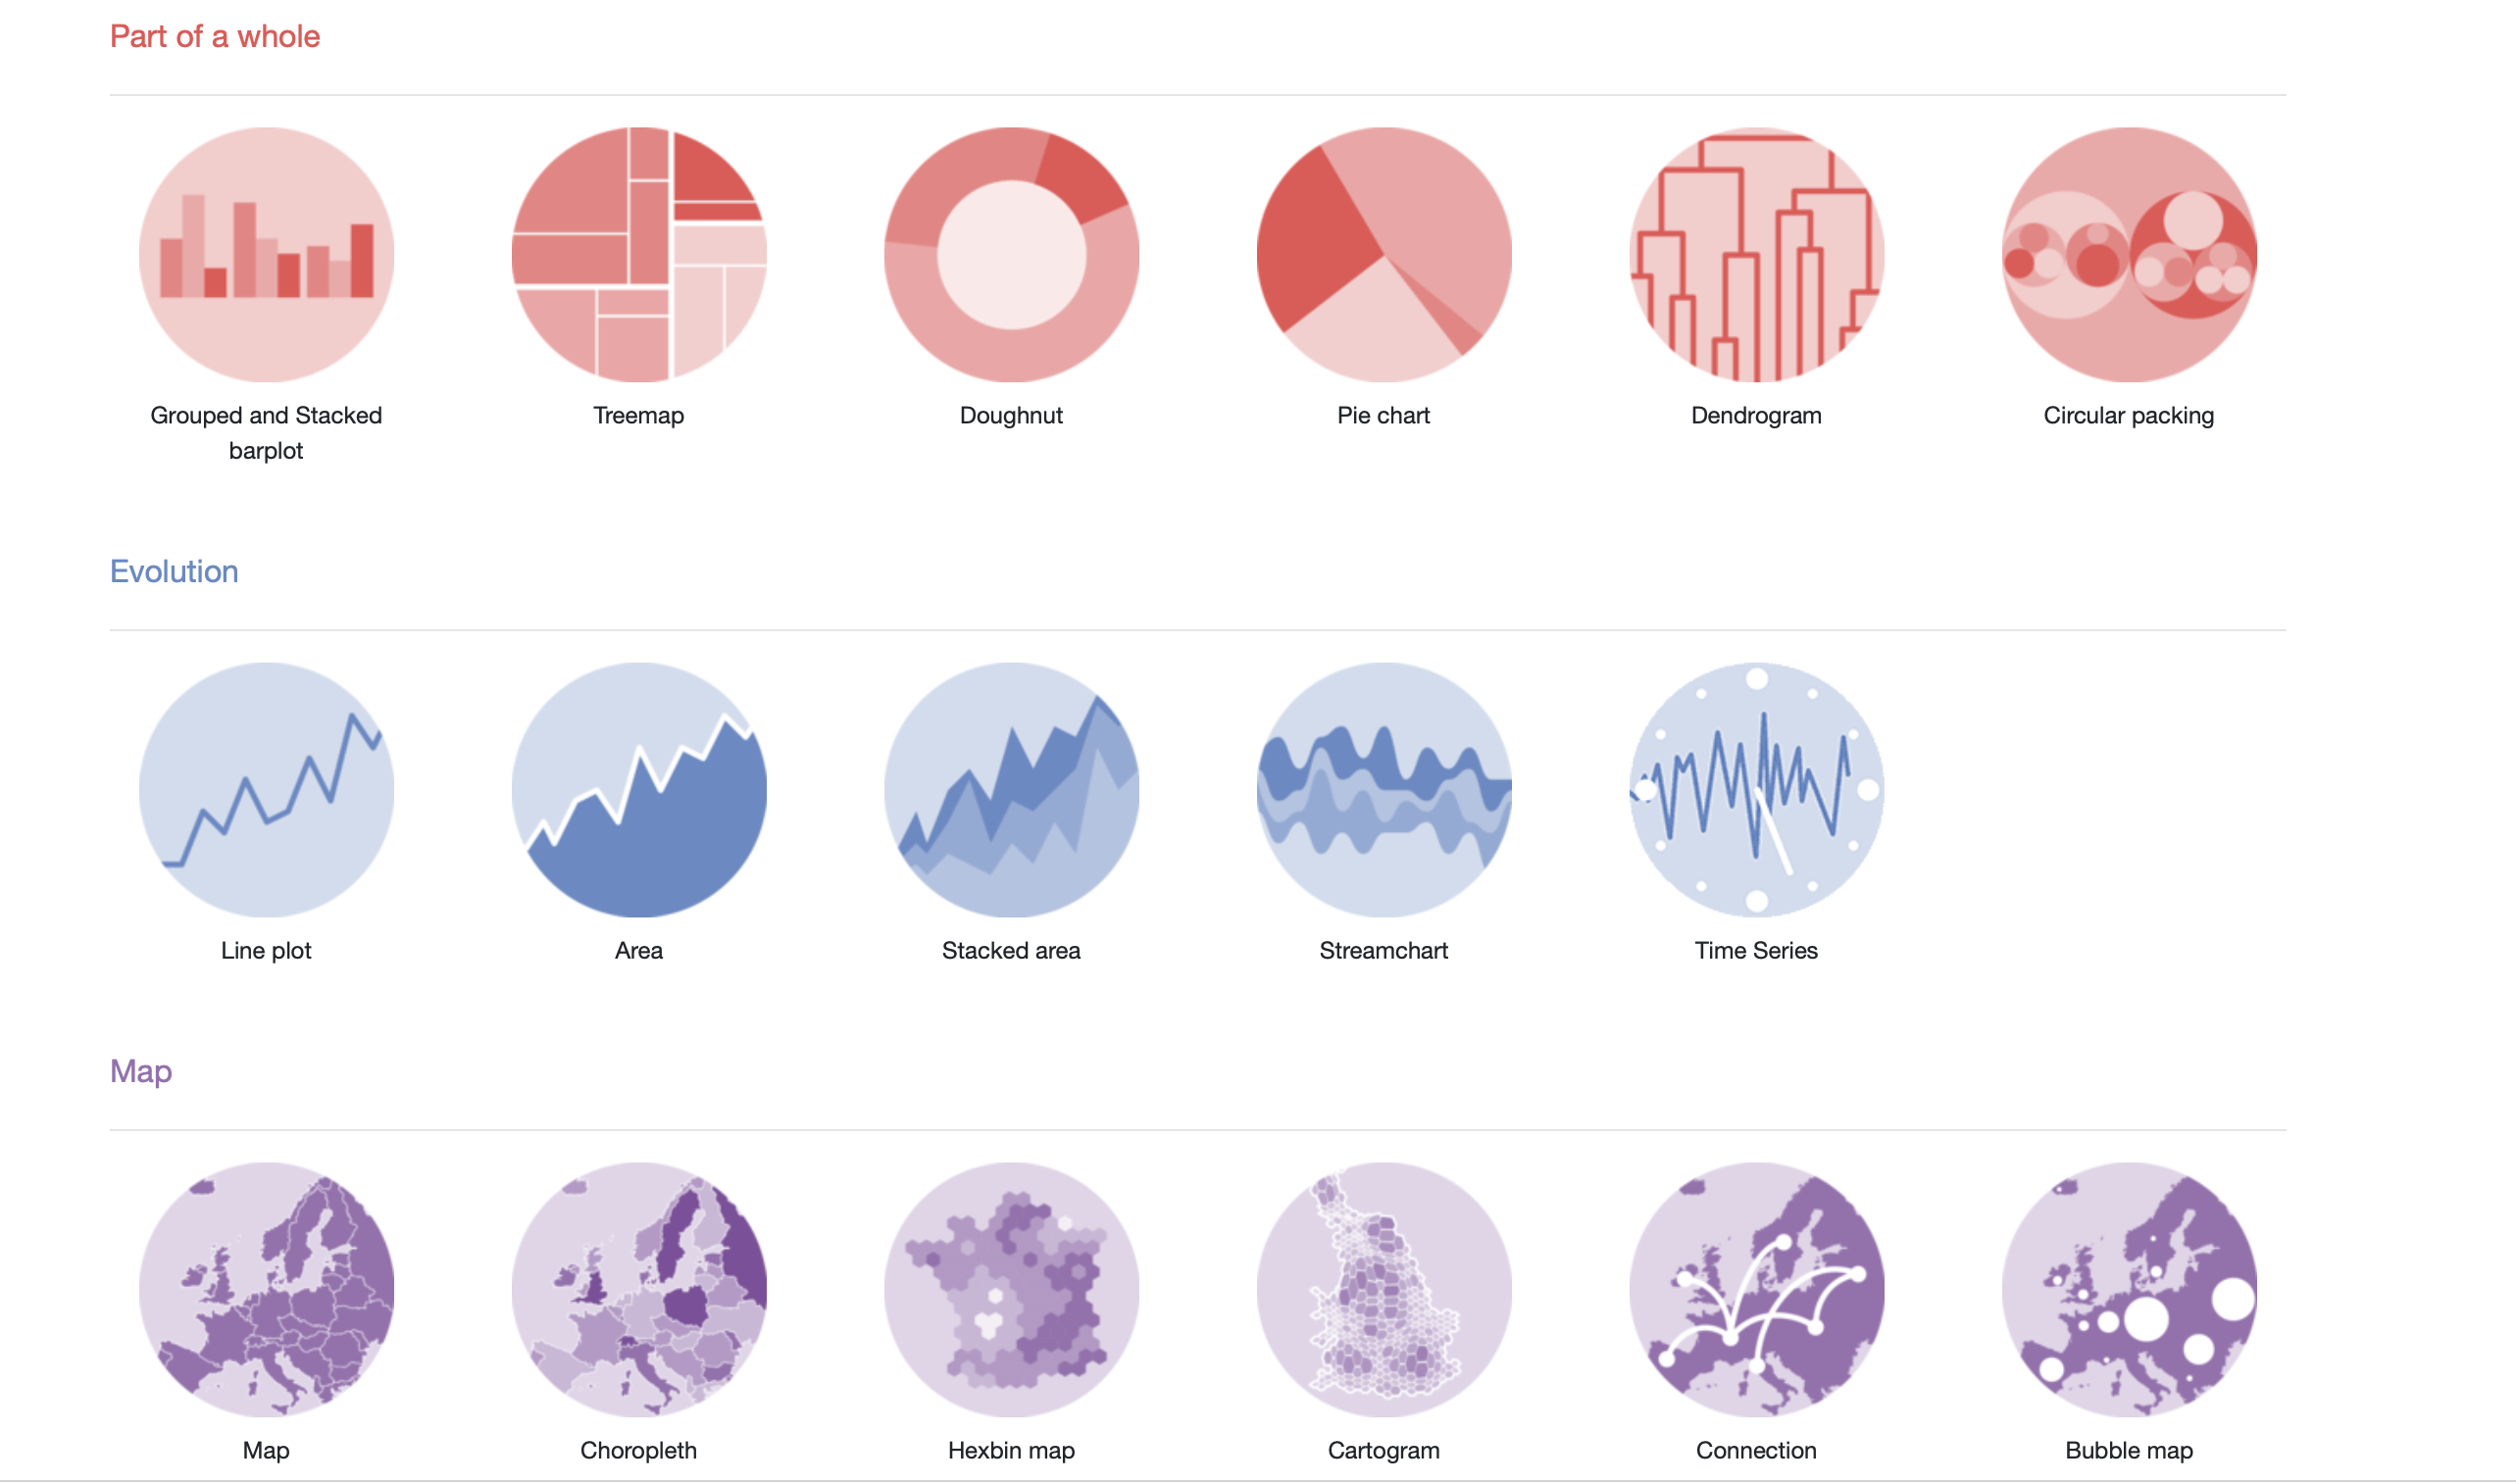 Part of a whole
Grouped and Stacked
barplot
Treemap
Doughnut
Pie chart
Dendrogram
Circular packing
Evolution
Line plot
Area
Stacked area
Streamchart
Time Series
Map
Map
Choropleth
Hexbin map
Cartogram
Connection
Bubble map